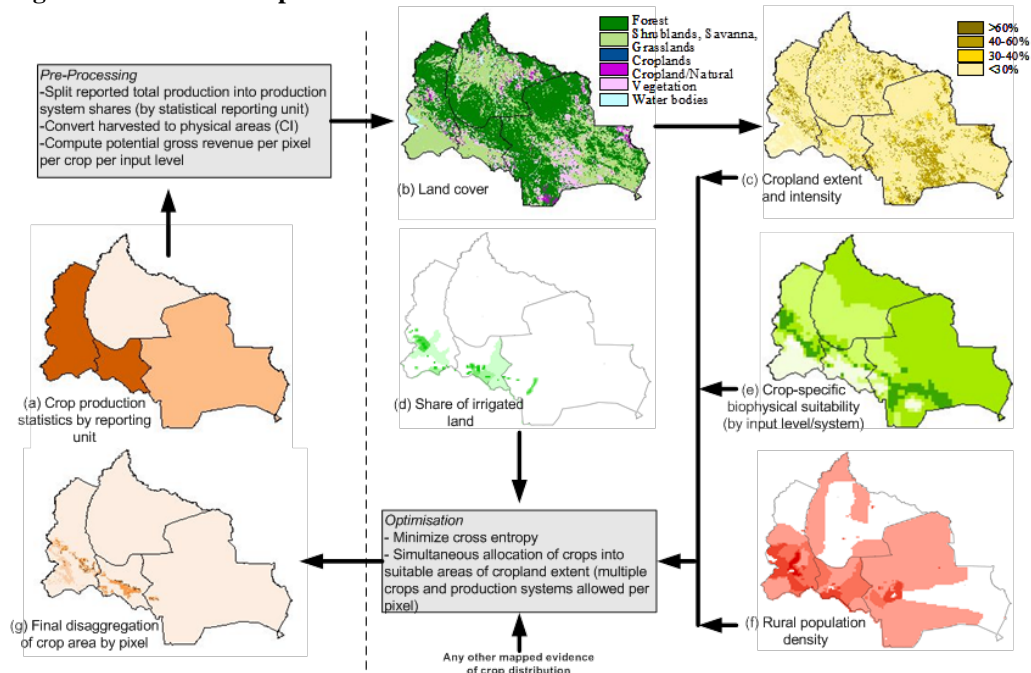 Pre-Processing
-Split reported total production into production
system shares (by statistical reporting unit)
-Convert harvested to physical areas (CI)
-Compute potential gross revenue per pixel
per crop per input level
Forest
Shrublands, Savanna,
Grasslands
Croplands
Cropland/Natural
Vegetation
Water bodies
(b) Land cover
>60%
40-60%
30-40%
<30%
(c) Cropland extent
and intensity
(a) Crop production
statistics by reporting
unit
(d) Share of irrigated
land
(e) Crop-specific
biophysical suitability
(by input level/system)
Optimisation
- Minimize cross entropy
- Simultaneous allocation of crops into
suitable areas of cropland extent (multiple
crops and production systems allowed per
pixel)
(g) Final disaggregation
of crop area by pixel
(f) Rural population
density
Any other mapped evidence
of crop distribution